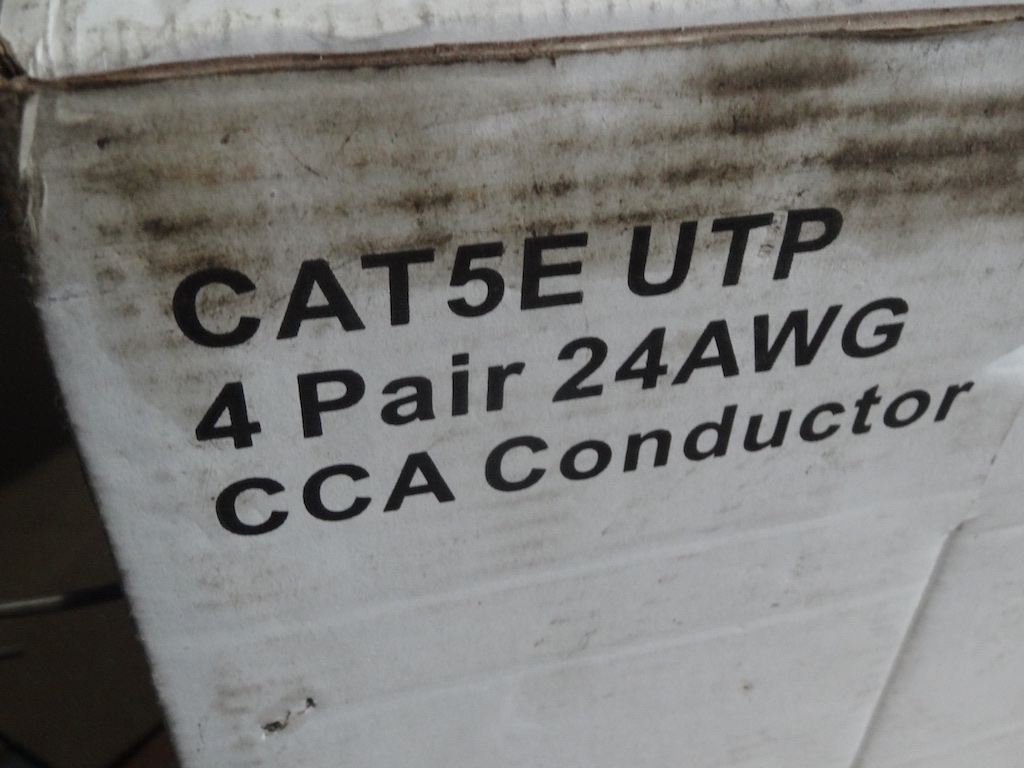 CAT5E UTP
4 Pair 24AWG
CCA Conductor